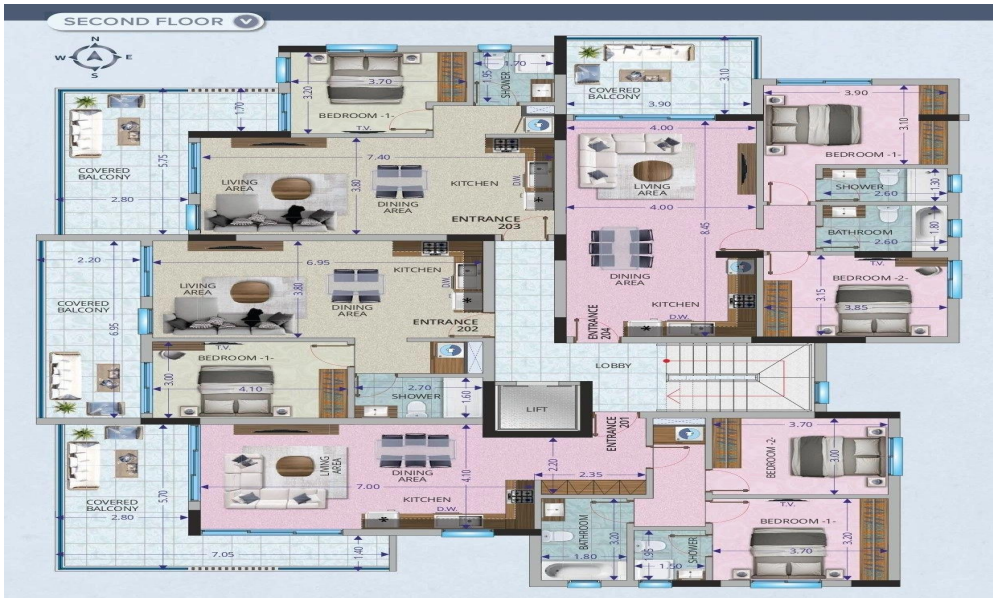 SECOND FLOOR
N
W E
S
3.70
3.20
BEDROOM -1-
T.V.
1.70
1.95
SHOWER
COVERED
BALCONY
3.10
3.90
1.70
5.75
COVERED
BALCONY
2.80
7.40
3.80
LIVING
AREA
DINING
AREA
KITCHEN
D.W.
ENTRANCE
203
4.00
LIVING
AREA
4.00
8.45
DINING
AREA
KITCHEN
D.W.
ENTRANCE
204
3.90
3.10
BEDROOM -1-
SHOWER
2.60
1.30
BATHROOM
2.60
1.80
T.V.
BEDROOM -2-
3.15
3.85
2.20
COVERED
BALCONY
6.95
6.95
3.80
LIVING
AREA
DINING
AREA
KITCHEN
D.W.
ENTRANCE
202
T.V.
BEDROOM -1-
3.00
4.10
2.70
SHOWER
1.60
LOBBY
LIFT
ENTRANCE
201
COVERED
BALCONY
2.80
5.70
7.05
1.40
LIVING
AREA
7.00
DINING
AREA
4.10
KITCHEN
D.W.
2.20
2.35
BATHROOM
3.20
1.80
1.95
SHOWER
1.50
3.70
BEDROOM -2-
3.00
T.V.
BEDROOM -1-
3.70
3.20